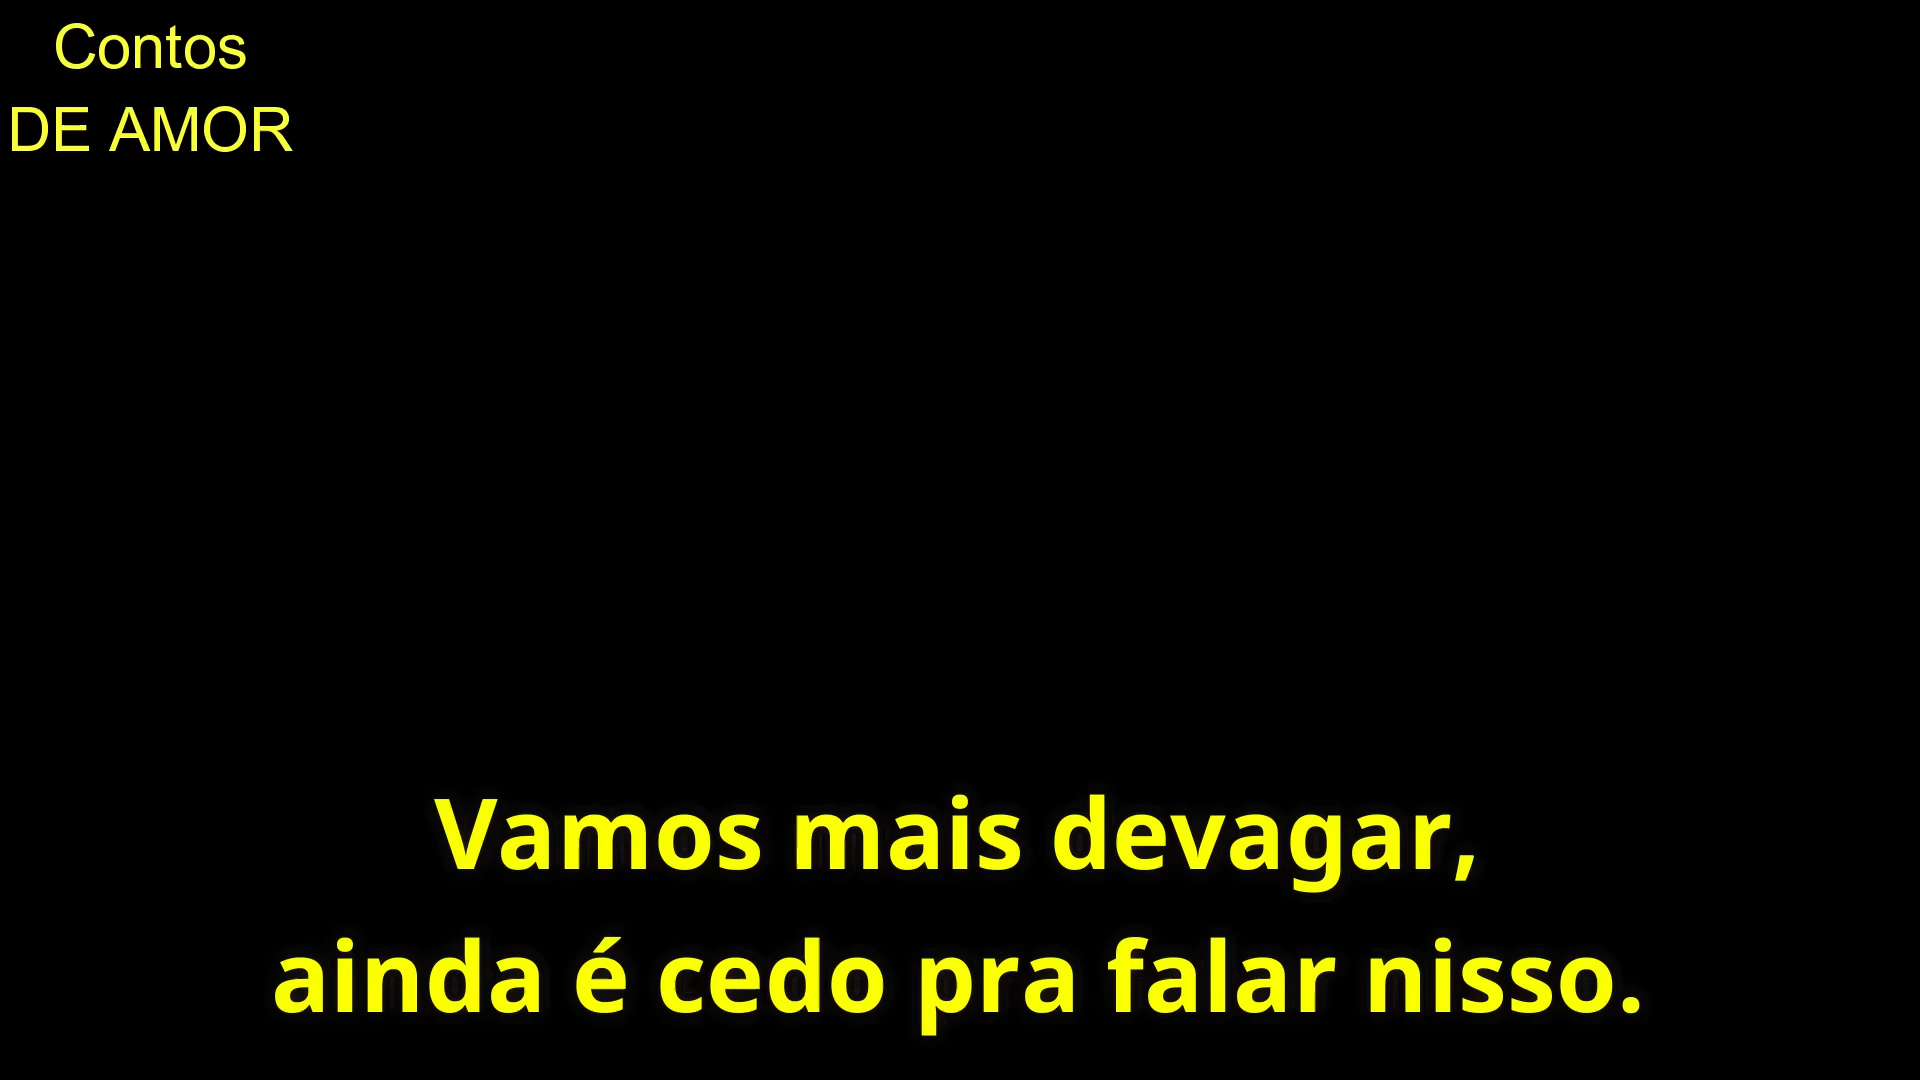 Contos
DE AMOR
Vamos mais devagar,
ainda é cedo pra falar nisso.